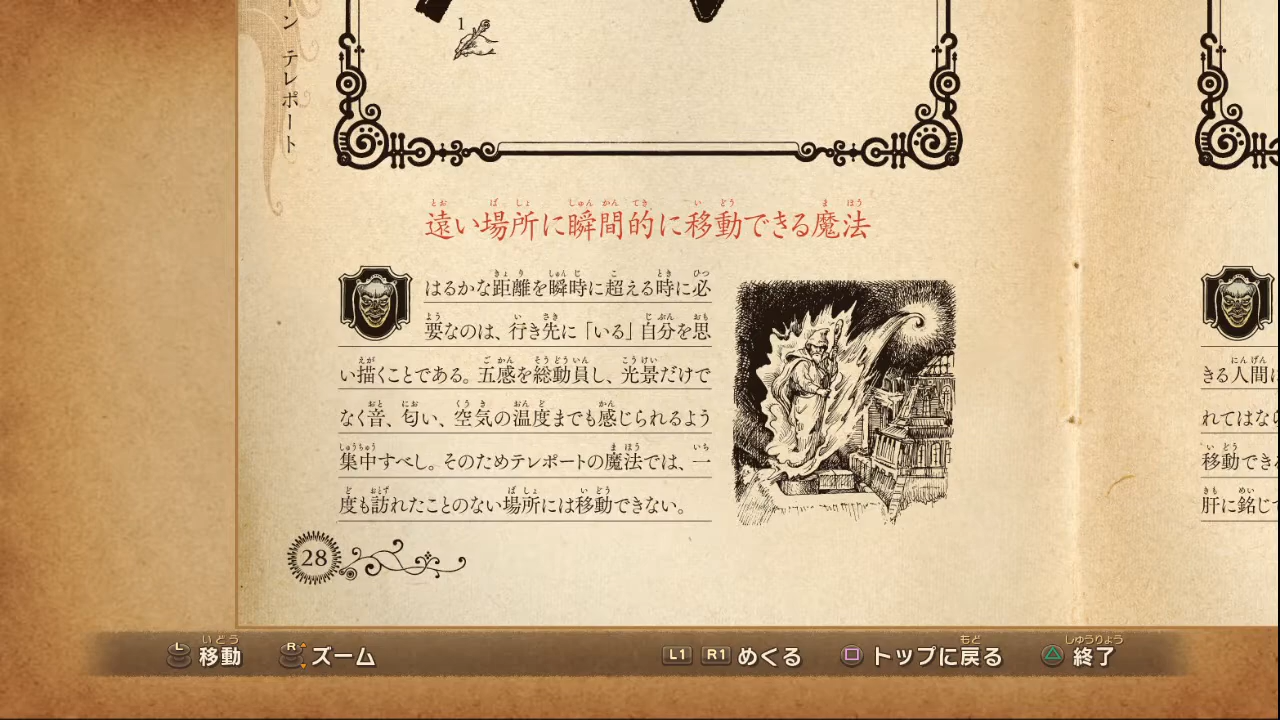 ン テレポート
1
遠い場所に瞬間的に移動できる魔法
はるかな距離を瞬時に超える時に必
要なのは、行き先に「いる」自分を思
い描くことである。五感を総動員し、光景だけで
なく音、匂い、空気の温度までも感じられるよう
集中すべし。そのためテレポートの魔法では、一
度も訪れたことのない場所には移動できない。
28
きる人間に
れてはなら
移動でき
肝に銘じ
L 移動 R ズーム L1 R1 めくる トップに戻る 終了